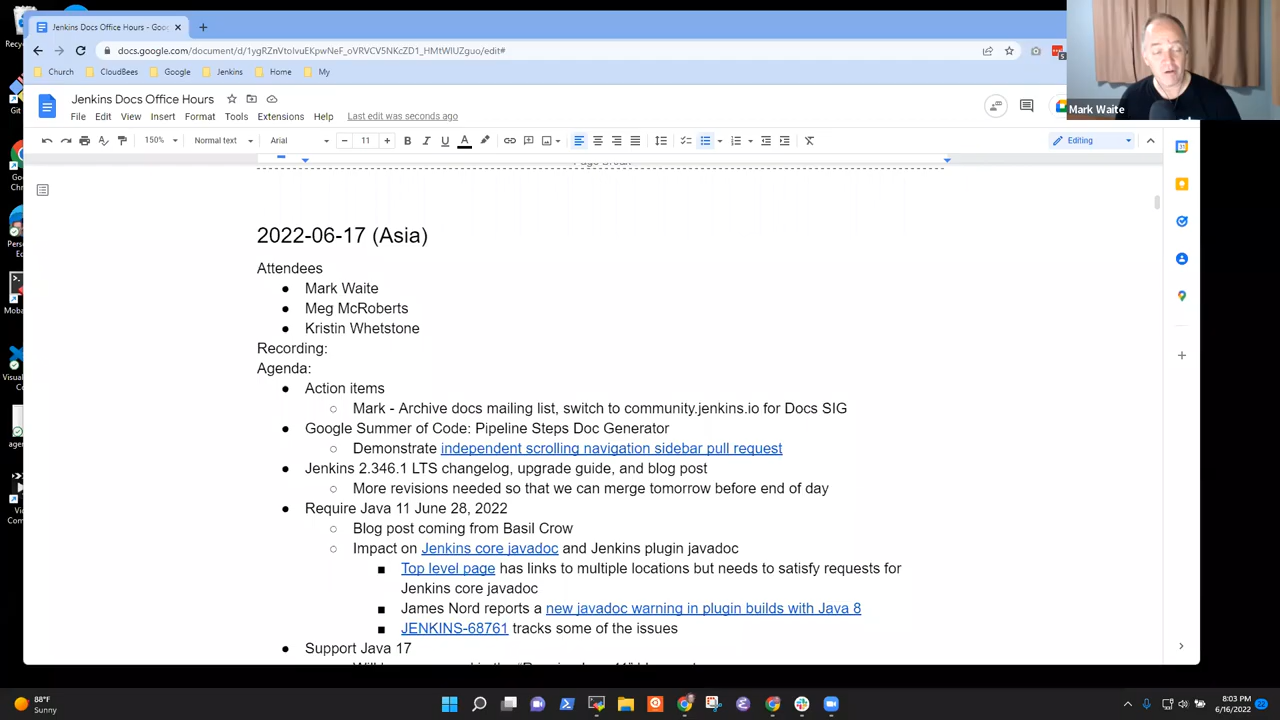 Jenkins Docs Office Hours - Goo
docs.google.com/document/d/1ygRZnVtolvuEKpwNeF_oVRVCV5NKcZD1_HMtWIUZguo/edit#
Church
CloudBees
Google
Jenkins
Home
My
Mark Waite
Jenkins Docs Office Hours
File Edit View Insert Format Tools Extensions Help Last edit was seconds ago
150% Normal text Arial 11 Editing
Page Break
2022-06-17 (Asia)
Attendees
Mark Waite
Meg McRoberts
Kristin Whetstone
Recording:
Agenda:
Action items
Mark - Archive docs mailing list, switch to community.jenkins.io for Docs SIG
Google Summer of Code: Pipeline Steps Doc Generator
Demonstrate independent scrolling navigation sidebar pull request
Jenkins 2.346.1 LTS changelog, upgrade guide, and blog post
More revisions needed so that we can merge tomorrow before end of day
Require Java 11 June 28, 2022
Blog post coming from Basil Crow
Impact on Jenkins core javadoc and Jenkins plugin javadoc
Top level page has links to multiple locations but needs to satisfy requests for
Jenkins core javadoc
James Nord reports a new javadoc warning in plugin builds with Java 8
JENKINS-68761 tracks some of the issues
Support Java 17
88°F
Sunny
8:03 PM
6/16/2022